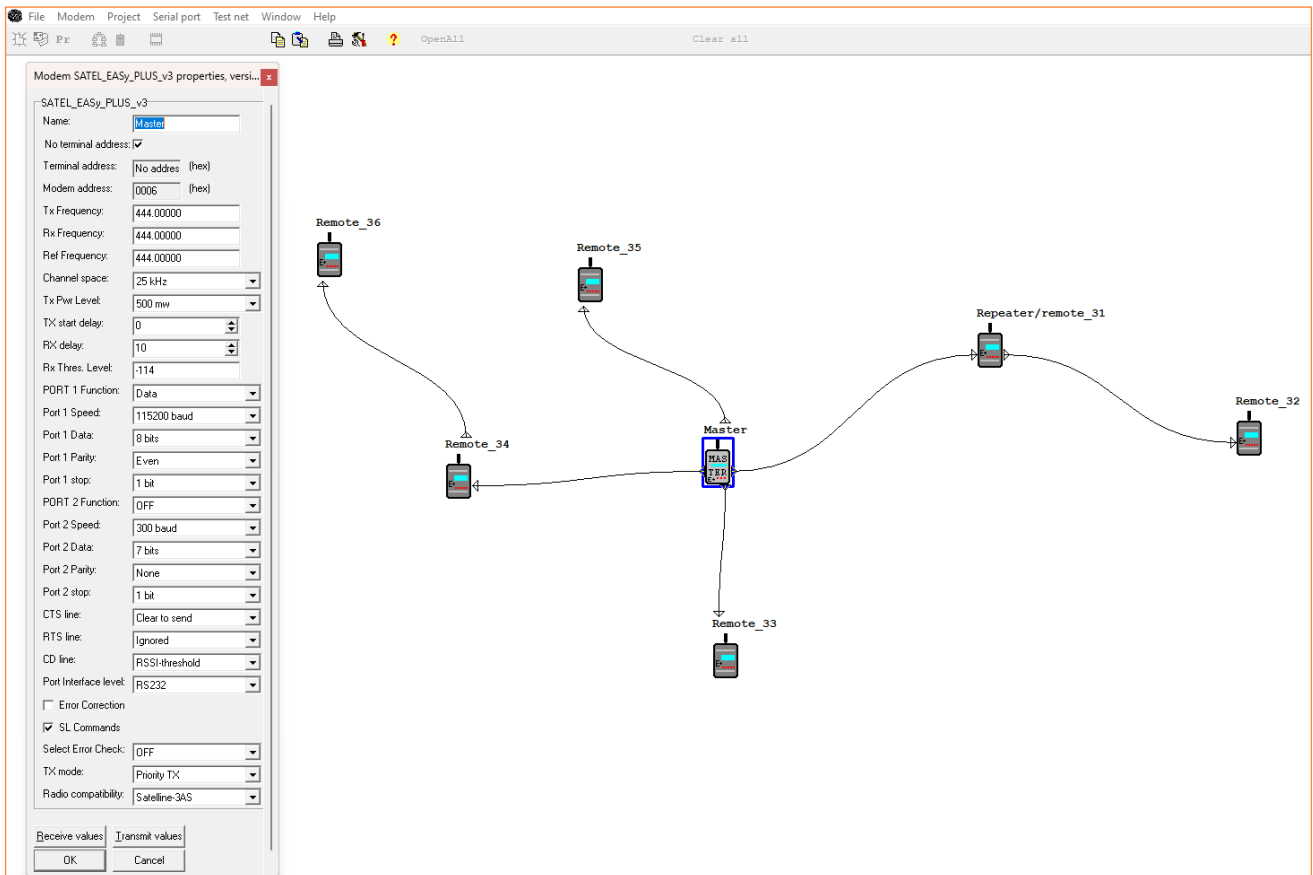 File Modem Project Serial port Test net Window Help
Pr ? OpenAll Clear all
Modem SATEL_EASy_PLUS_v3 properties, versi... x
SATEL_EASy_PLUS_v3
Name: Master
No terminal address:
Terminal address: No addres (hex)
Modem address: 0006 (hex)
Tx Frequency: 444.00000
Rx Frequency: 444.00000
Ref Frequency: 444.00000
Channel space: 25 kHz
Tx Pwr Level: 500 mw
TX start delay: 0
RX delay: 10
Rx Thres. Level: -114
PORT 1 Function: Data
Port 1 Speed: 115200 baud
Port 1 Data: 8 bits
Port 1 Parity: Even
Port 1 stop: 1 bit
PORT 2 Function: OFF
Port 2 Speed: 300 baud
Port 2 Data: 7 bits
Port 2 Parity: None
Port 2 stop: 1 bit
CTS line: Clear to send
RTS line: Ignored
CD line: RSSI-threshold
Port Interface level: RS232
Error Correction
SL Commands
Select Error Check: OFF
TX mode: Priority TX
Radio compatibility: Satelline-3AS
Receive values Transmit values
OK Cancel
Remote_36
E+
Remote_35
E+
Repeater/remote_31
E+
Remote_32
E+
Master
MAS
TER
E+
Remote_34
E+
Remote_33
E+